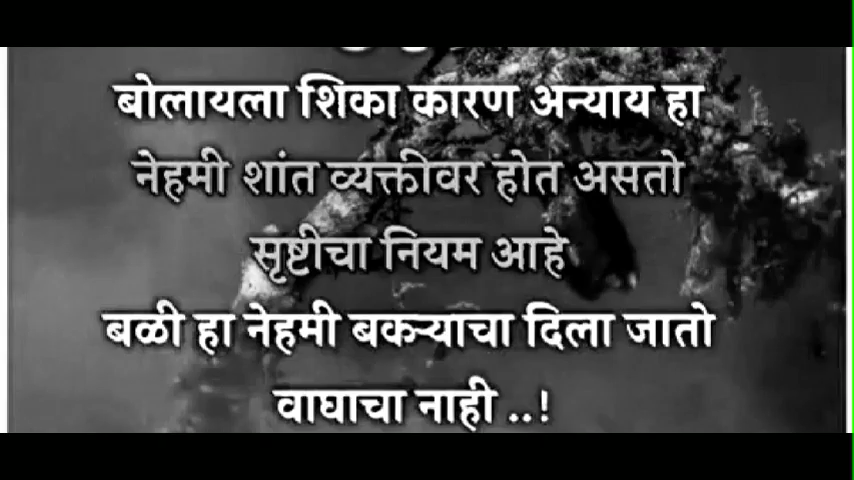 बोलायला शिका कारण अन्याय हा
नेहमी शांत व्यक्तीवर होत असतो
सृष्टीचा नियम आहे
बळी हा नेहमी बकऱ्याचा दिला जातो
वाघाचा नाही ..!